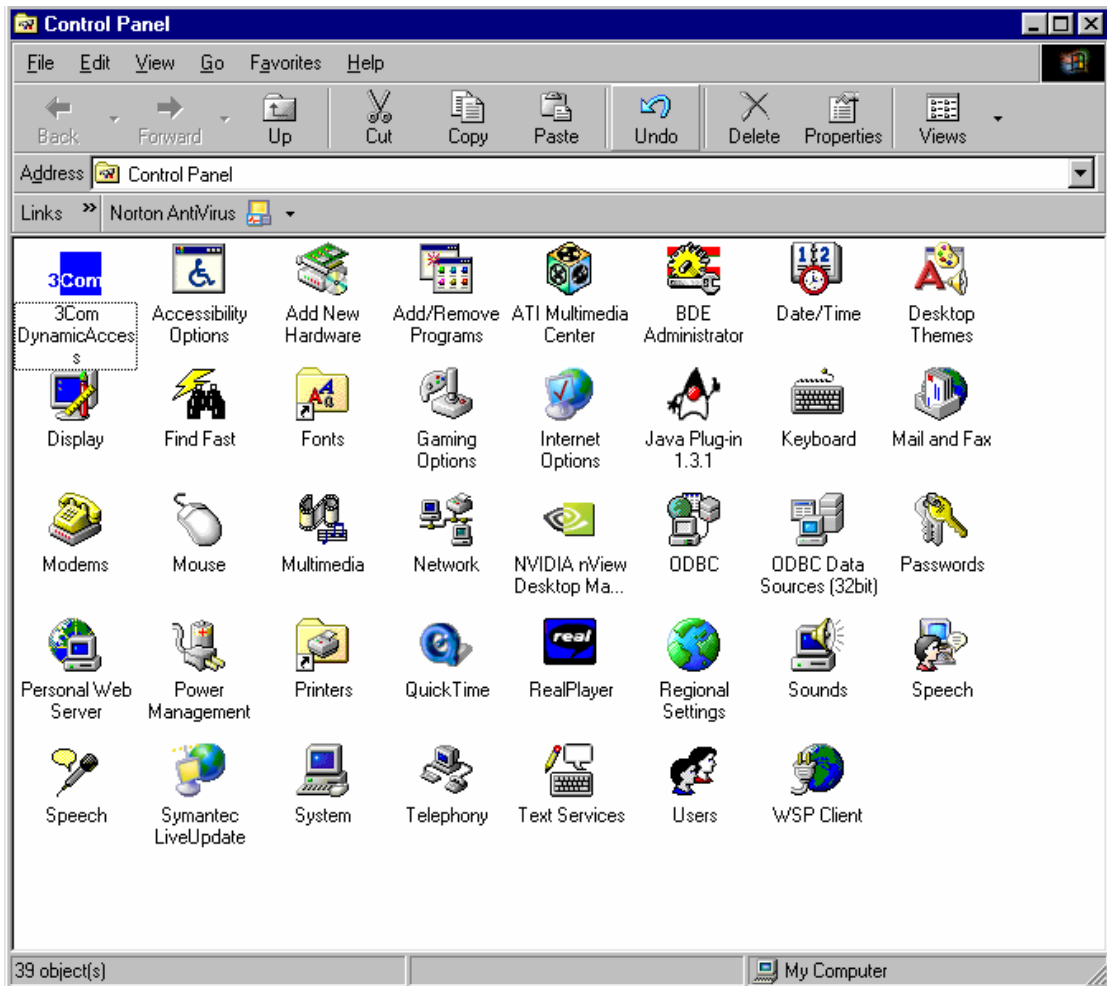 Control Panel
File Edit View Go Favorites Help
Back Forward Up Cut Copy Paste Undo Delete Properties Views
Address Control Panel
Links » Norton AntiVirus
3Com
3Com DynamicAcces s
Accessibility Options
Add New Hardware
Add/Remove Programs
ATI Multimedia Center
BDE Administrator
Date/Time
Desktop Themes
Display
Find Fast
Fonts
Gaming Options
Internet Options
Java Plug-in 1.3.1
Keyboard
Mail and Fax
Modems
Mouse
Multimedia
Network
NVIDIA nView Desktop Ma...
ODBC
ODBC Data Sources (32bit)
Passwords
Personal Web Server
Power Management
Printers
QuickTime
real
RealPlayer
Regional Settings
Sounds
Speech
Speech
Symantec LiveUpdate
System
Telephony
Text Services
Users
WSP Client
39 object(s)
My Computer